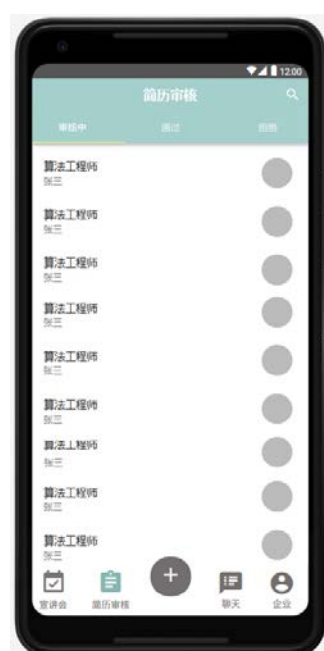 12:00
简历审核
审核中 通过 拒绝
算法工程师
张三
算法工程师
张三
算法工程师
张三
算法工程师
张三
算法工程师
张三
算法工程师
张三
算法工程师
张三
算法工程师
张三
算法工程师
张三
宣讲会 简历审核 聊天 企业